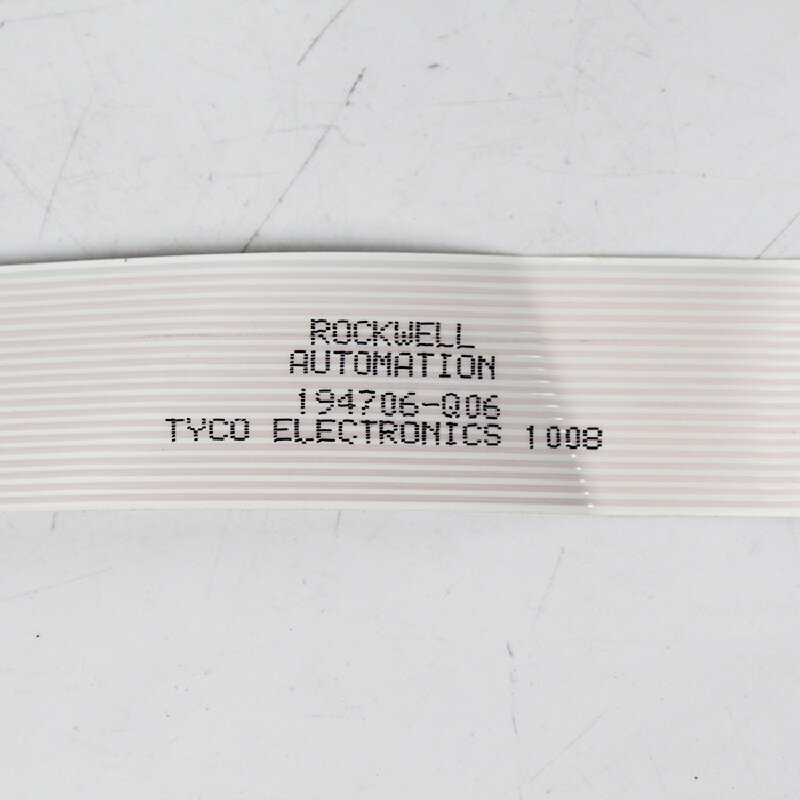 ROCKWELL
AUTOMATION
194706-Q06
TYCO ELECTRONICS 1008